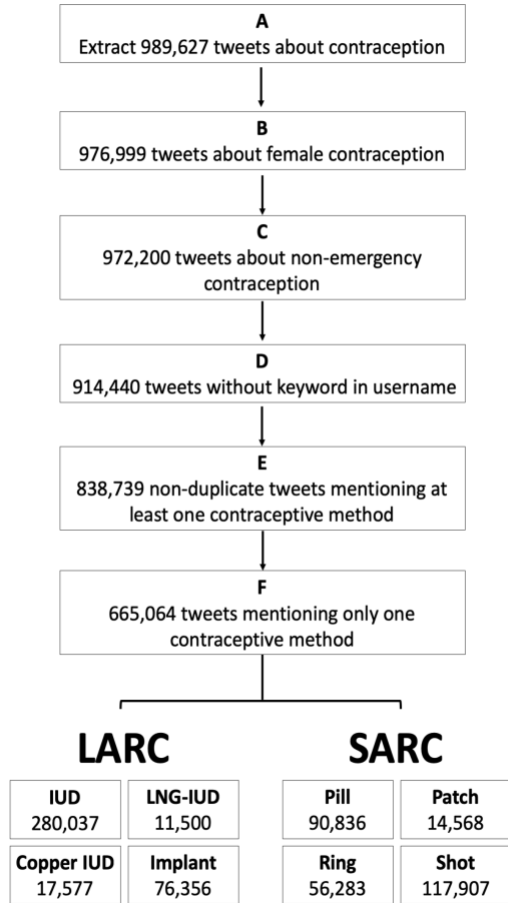 A
Extract 989,627 tweets about contraception
B
976,999 tweets about female contraception
C
972,200 tweets about non-emergency
contraception
D
914,440 tweets without keyword in username
E
838,739 non-duplicate tweets mentioning at
least one contraceptive method
F
665,064 tweets mentioning only one
contraceptive method
LARC
SARC
IUD
280,037
LNG-IUD
11,500
Pill
90,836
Patch
14,568
Copper IUD
17,577
Implant
76,356
Ring
56,283
Shot
117,907